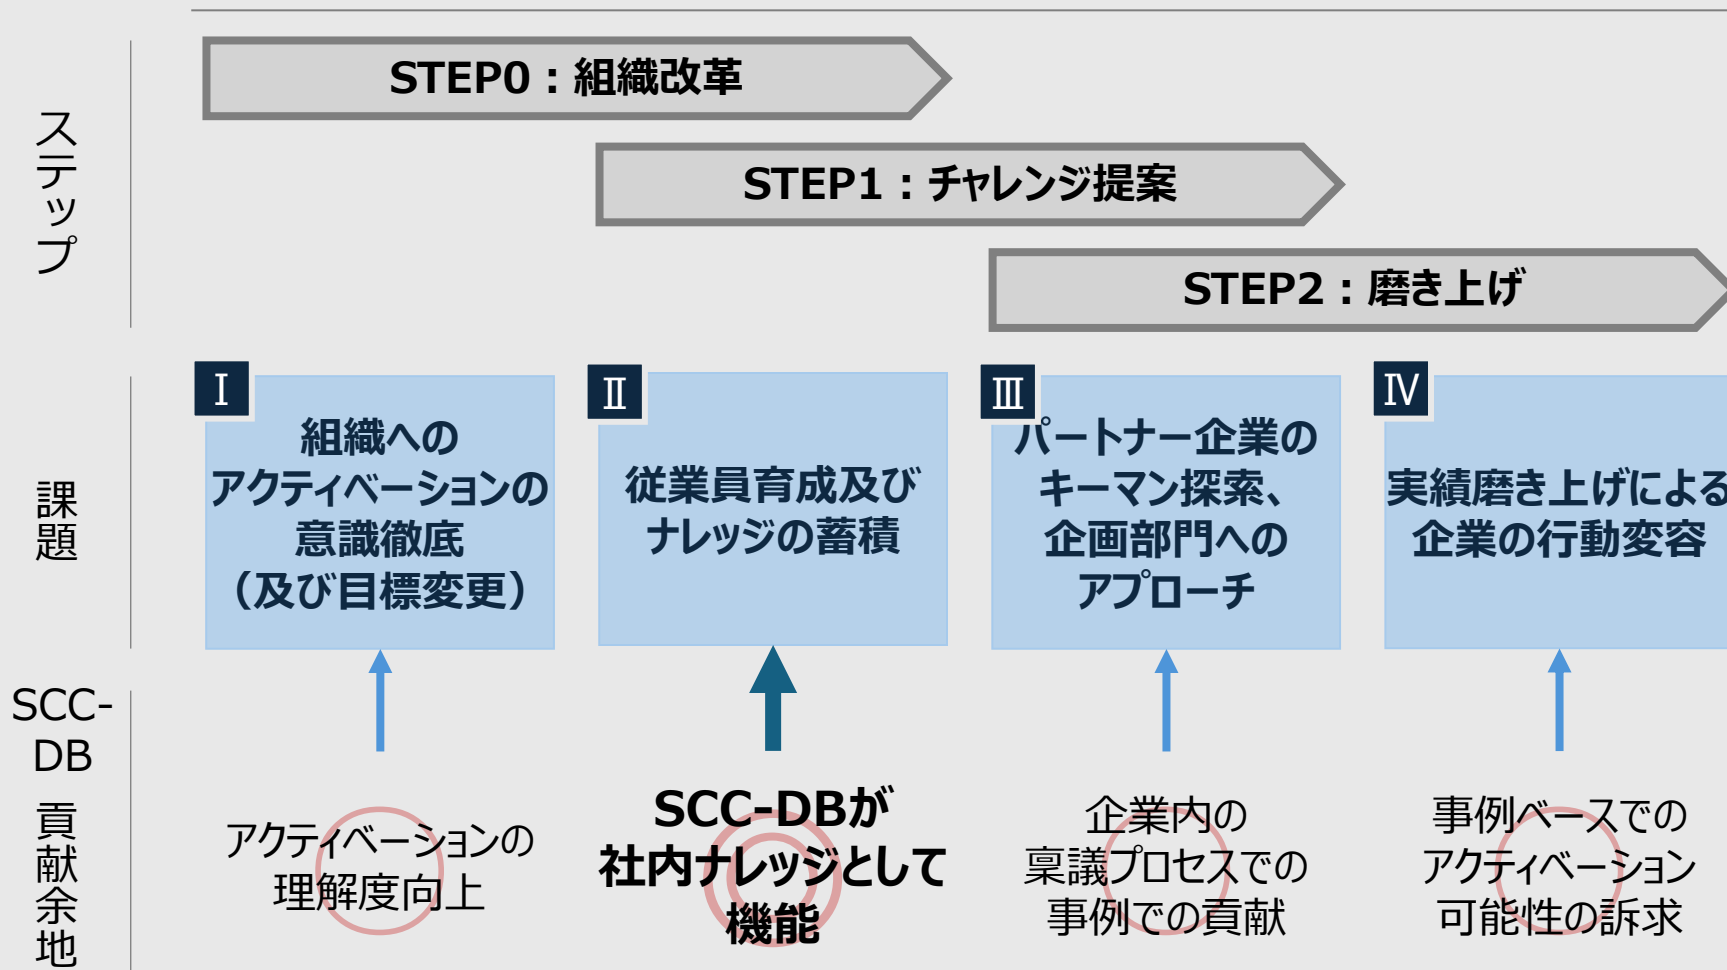 ステップ
STEP0：組織改革
STEP1：チャレンジ提案
STEP2：磨き上げ
課題
Ⅰ
組織への
アクティベーションの
意識徹底
（及び目標変更）
Ⅱ
従業員育成及び
ナレッジの蓄積
Ⅲ
パートナー企業の
キーマン探索、
企画部門への
アプローチ
Ⅳ
実績磨き上げによる
企業の行動変容
SCC-
DB
貢献余地
アクティベーションの
理解度向上
SCC-DBが
社内ナレッジとして
機能
企業内の
稟議プロセスでの
事例での貢献
事例ベースでの
アクティベーション
可能性の訴求